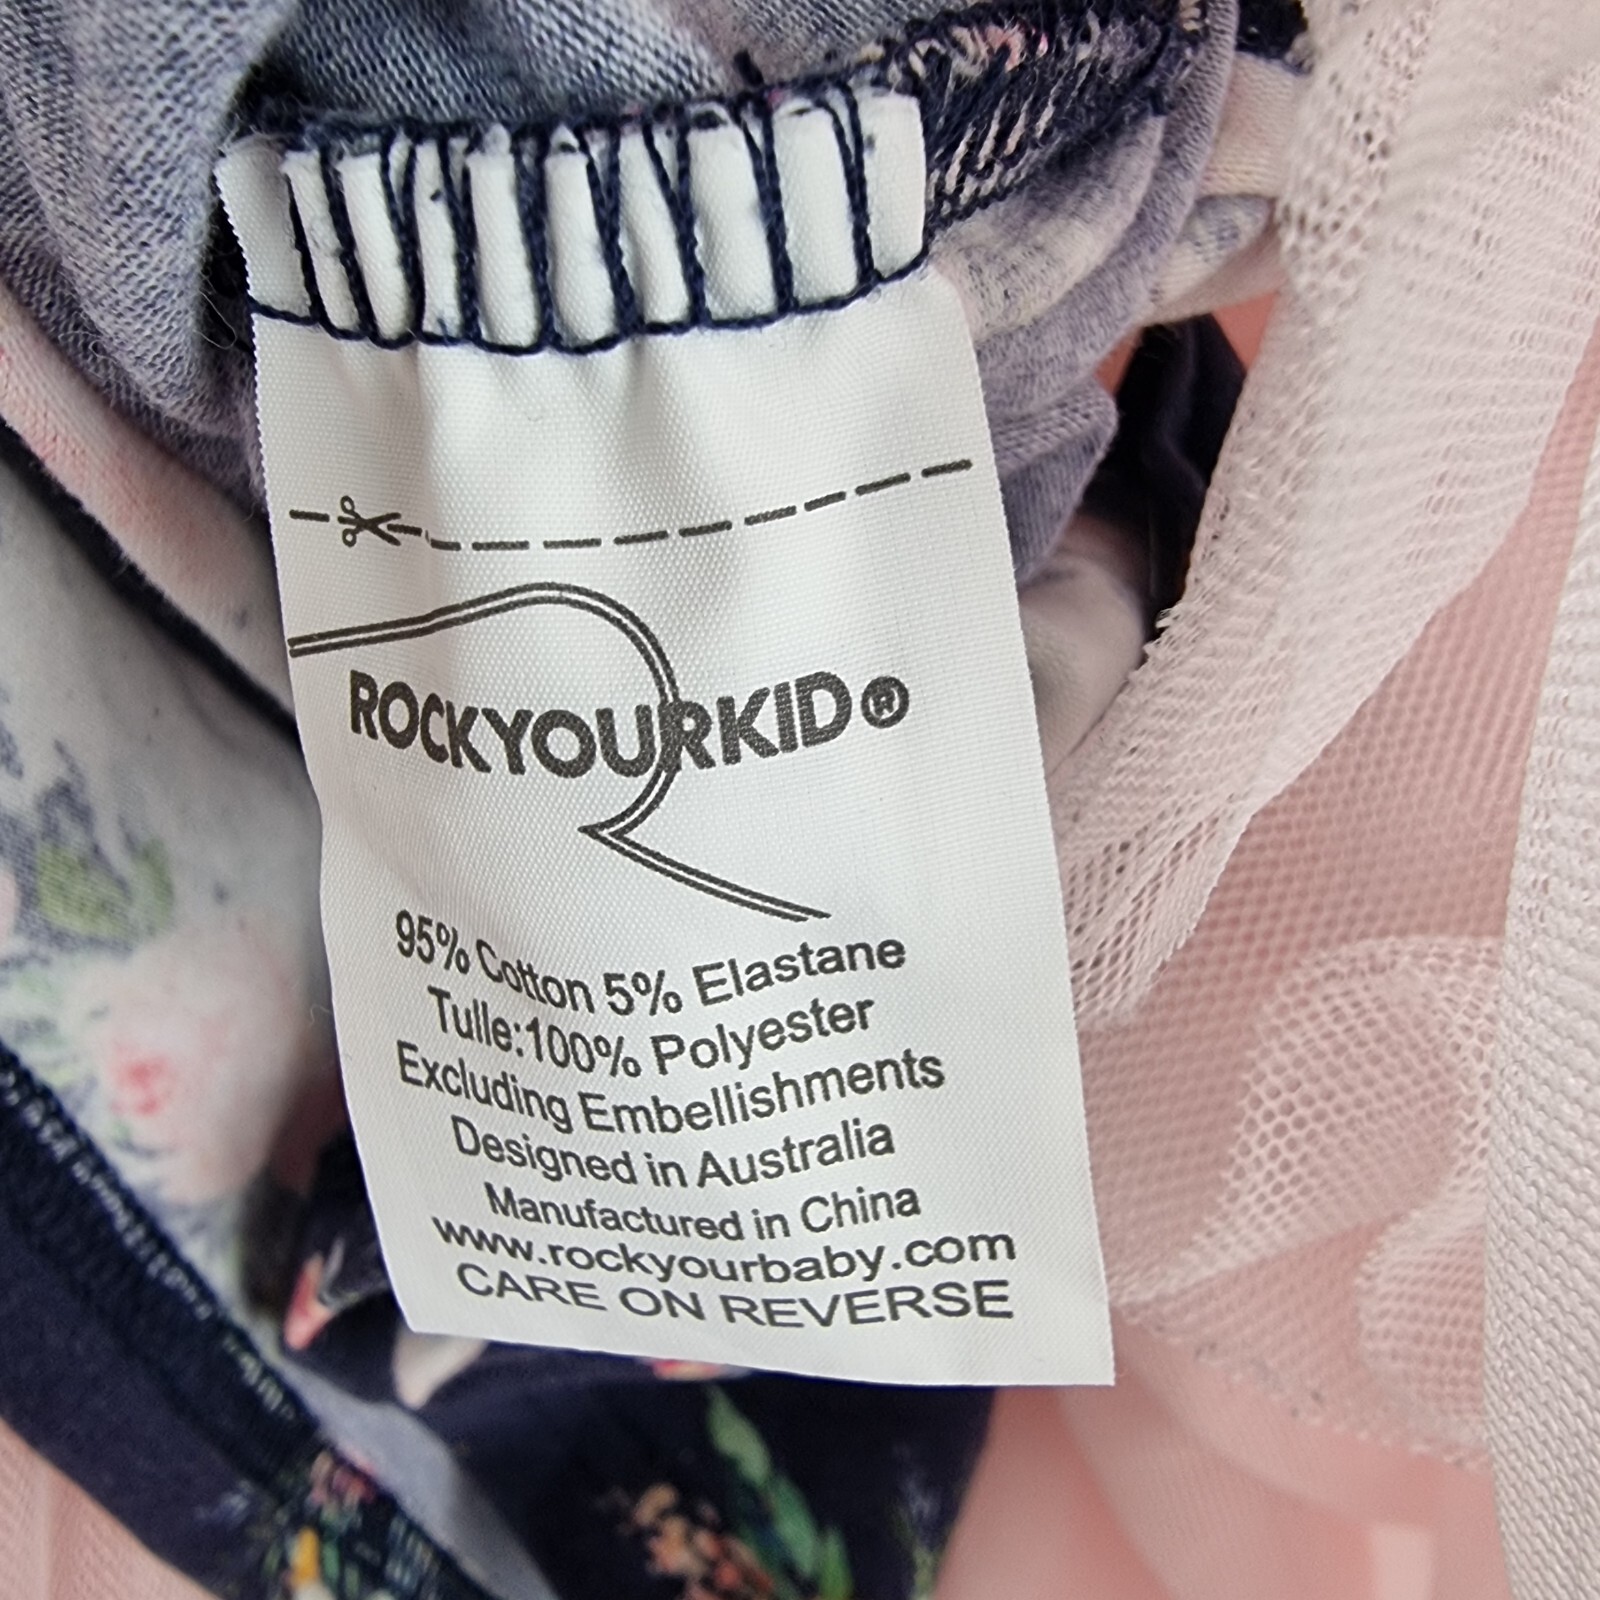 ROCKYOURKID®
95% Cotton 5% Elastane
Tulle:100% Polyester
Excluding Embellishments
Designed in Australia
Manufactured in China
www.rockyourbaby.com
CARE ON REVERSE